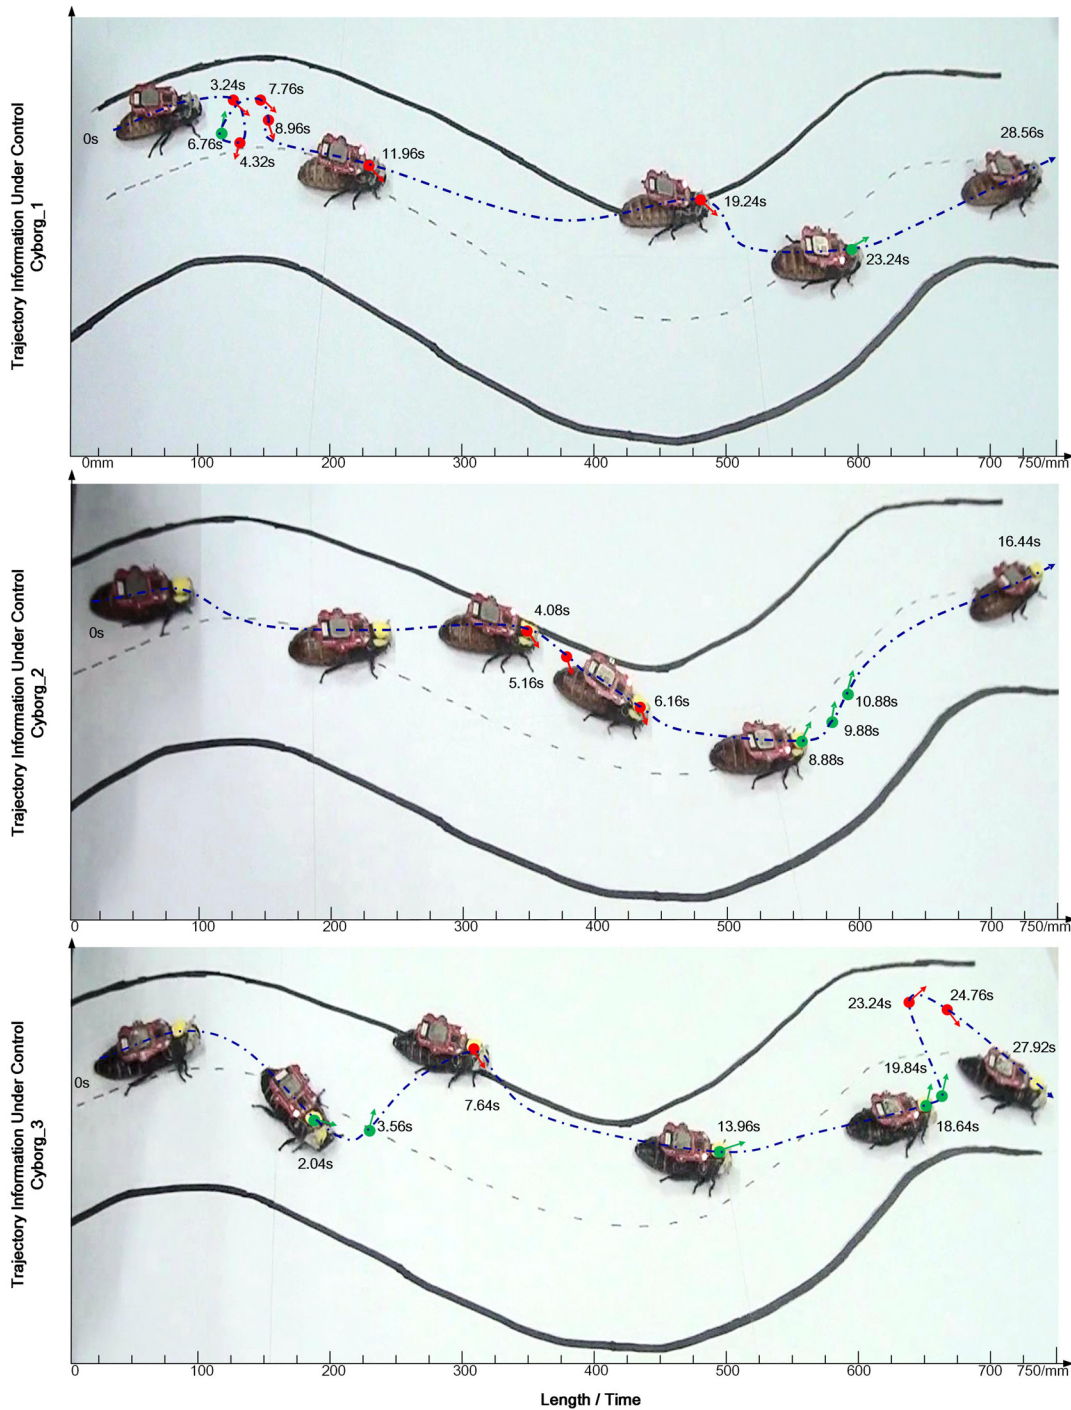 Trajectory Information Under Control
Cyborg_1
0s
3.24s
7.76s
8.96s
6.76s
4.32s
11.96s
19.24s
23.24s
28.56s
0mm 100 200 300 400 500 600 700 750/mm
Trajectory Information Under Control
Cyborg_2
0s
4.08s
5.16s
6.16s
8.88s
9.88s
10.88s
16.44s
0 100 200 300 400 500 600 700 750/mm
Trajectory Information Under Control
Cyborg_3
0s
2.04s
3.56s
7.64s
13.96s
23.24s
24.76s
19.84s
18.64s
27.92s
0 100 200 300 400 500 600 700 750/mm
Length / Time